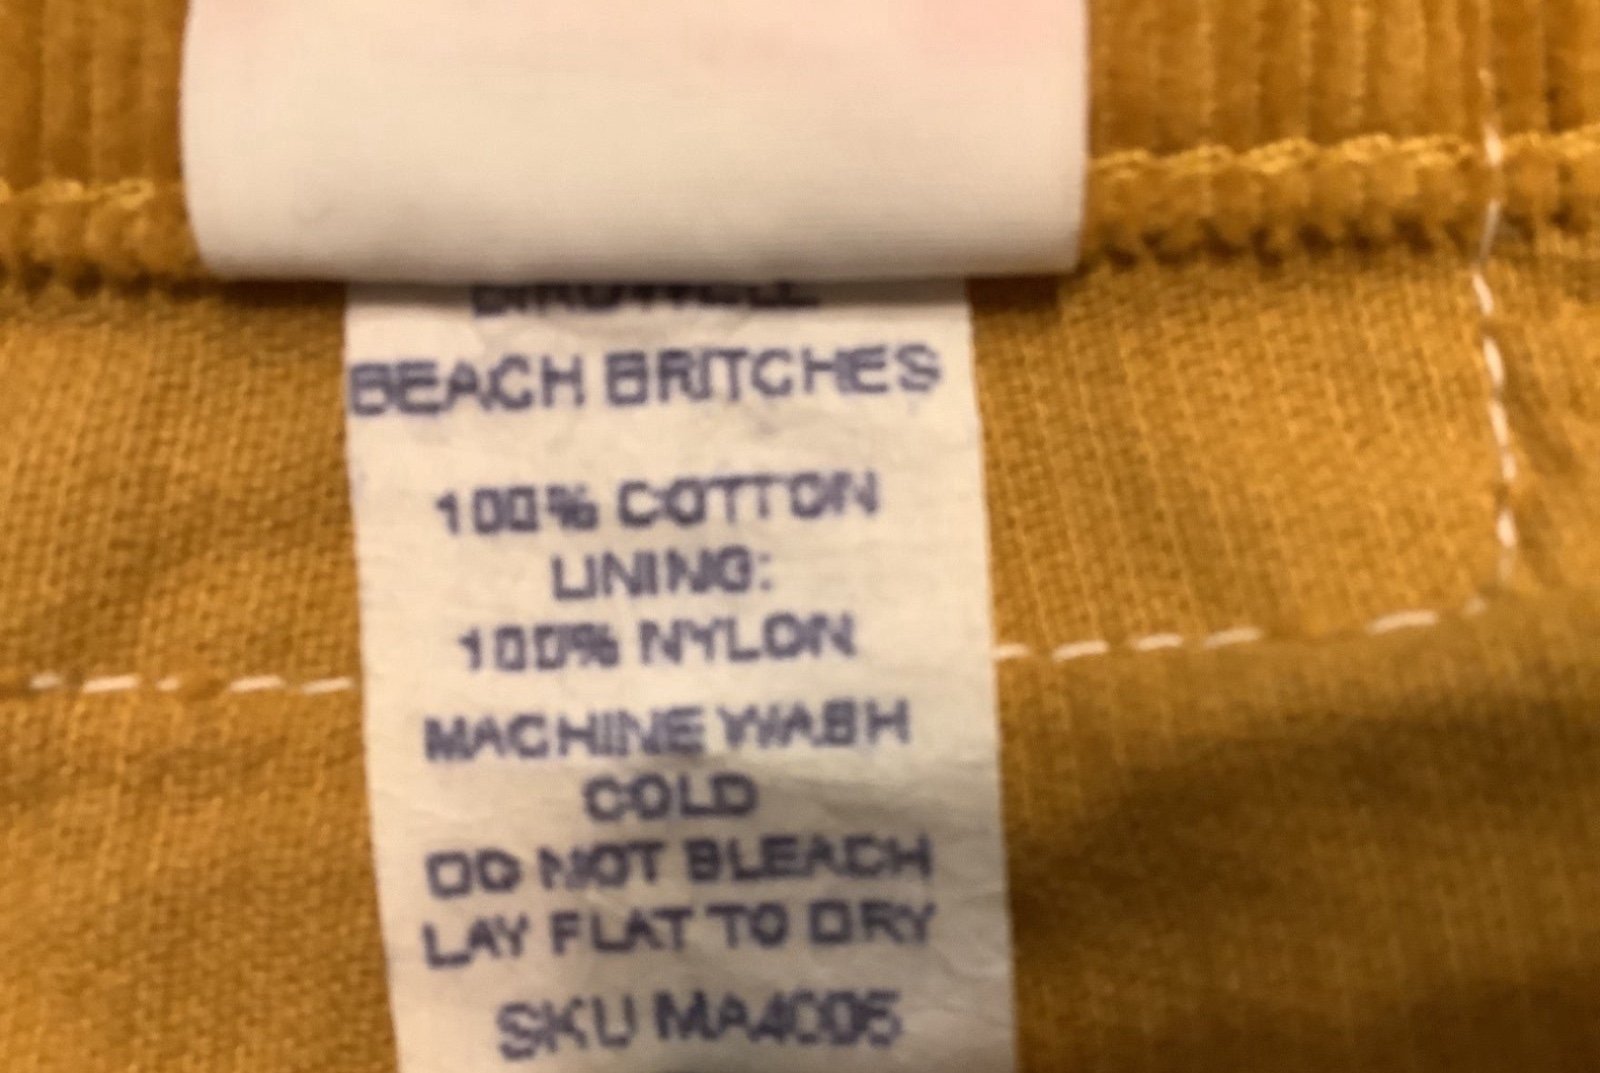 BIRDWELL
BEACH BRITCHES
100% COTTON
LINING:
100% NYLON
MACHINE WASH
COLD
DO NOT BLEACH
LAY FLAT TO DRY
SKU MA4005